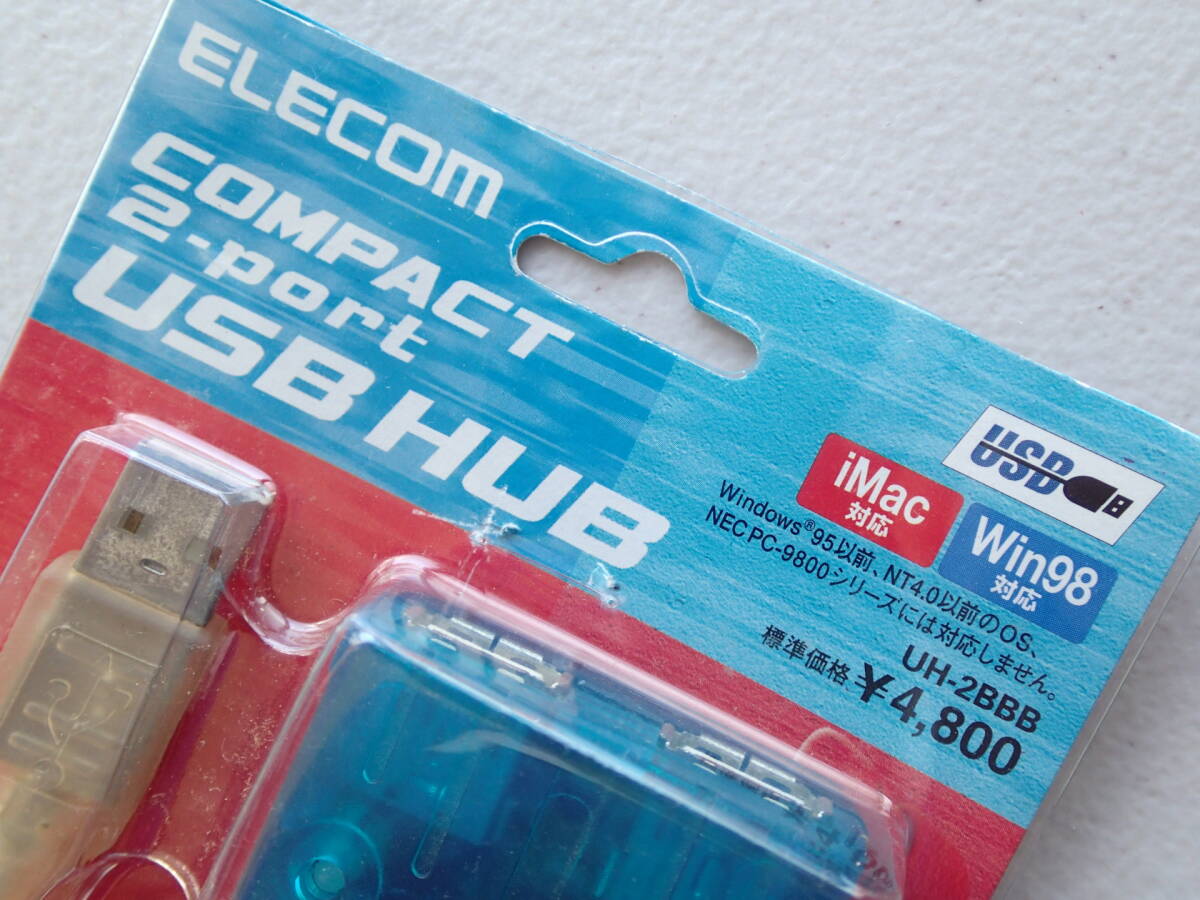 ELECOM
COMPACT
2-port
USB HUB
USB
iMac
対応
Win98
対応
Windows®95以前、NT4.0以前のOS、
NEC PC-9800シリーズには対応しません。
UH-2BBB
標準価格 ¥4,800